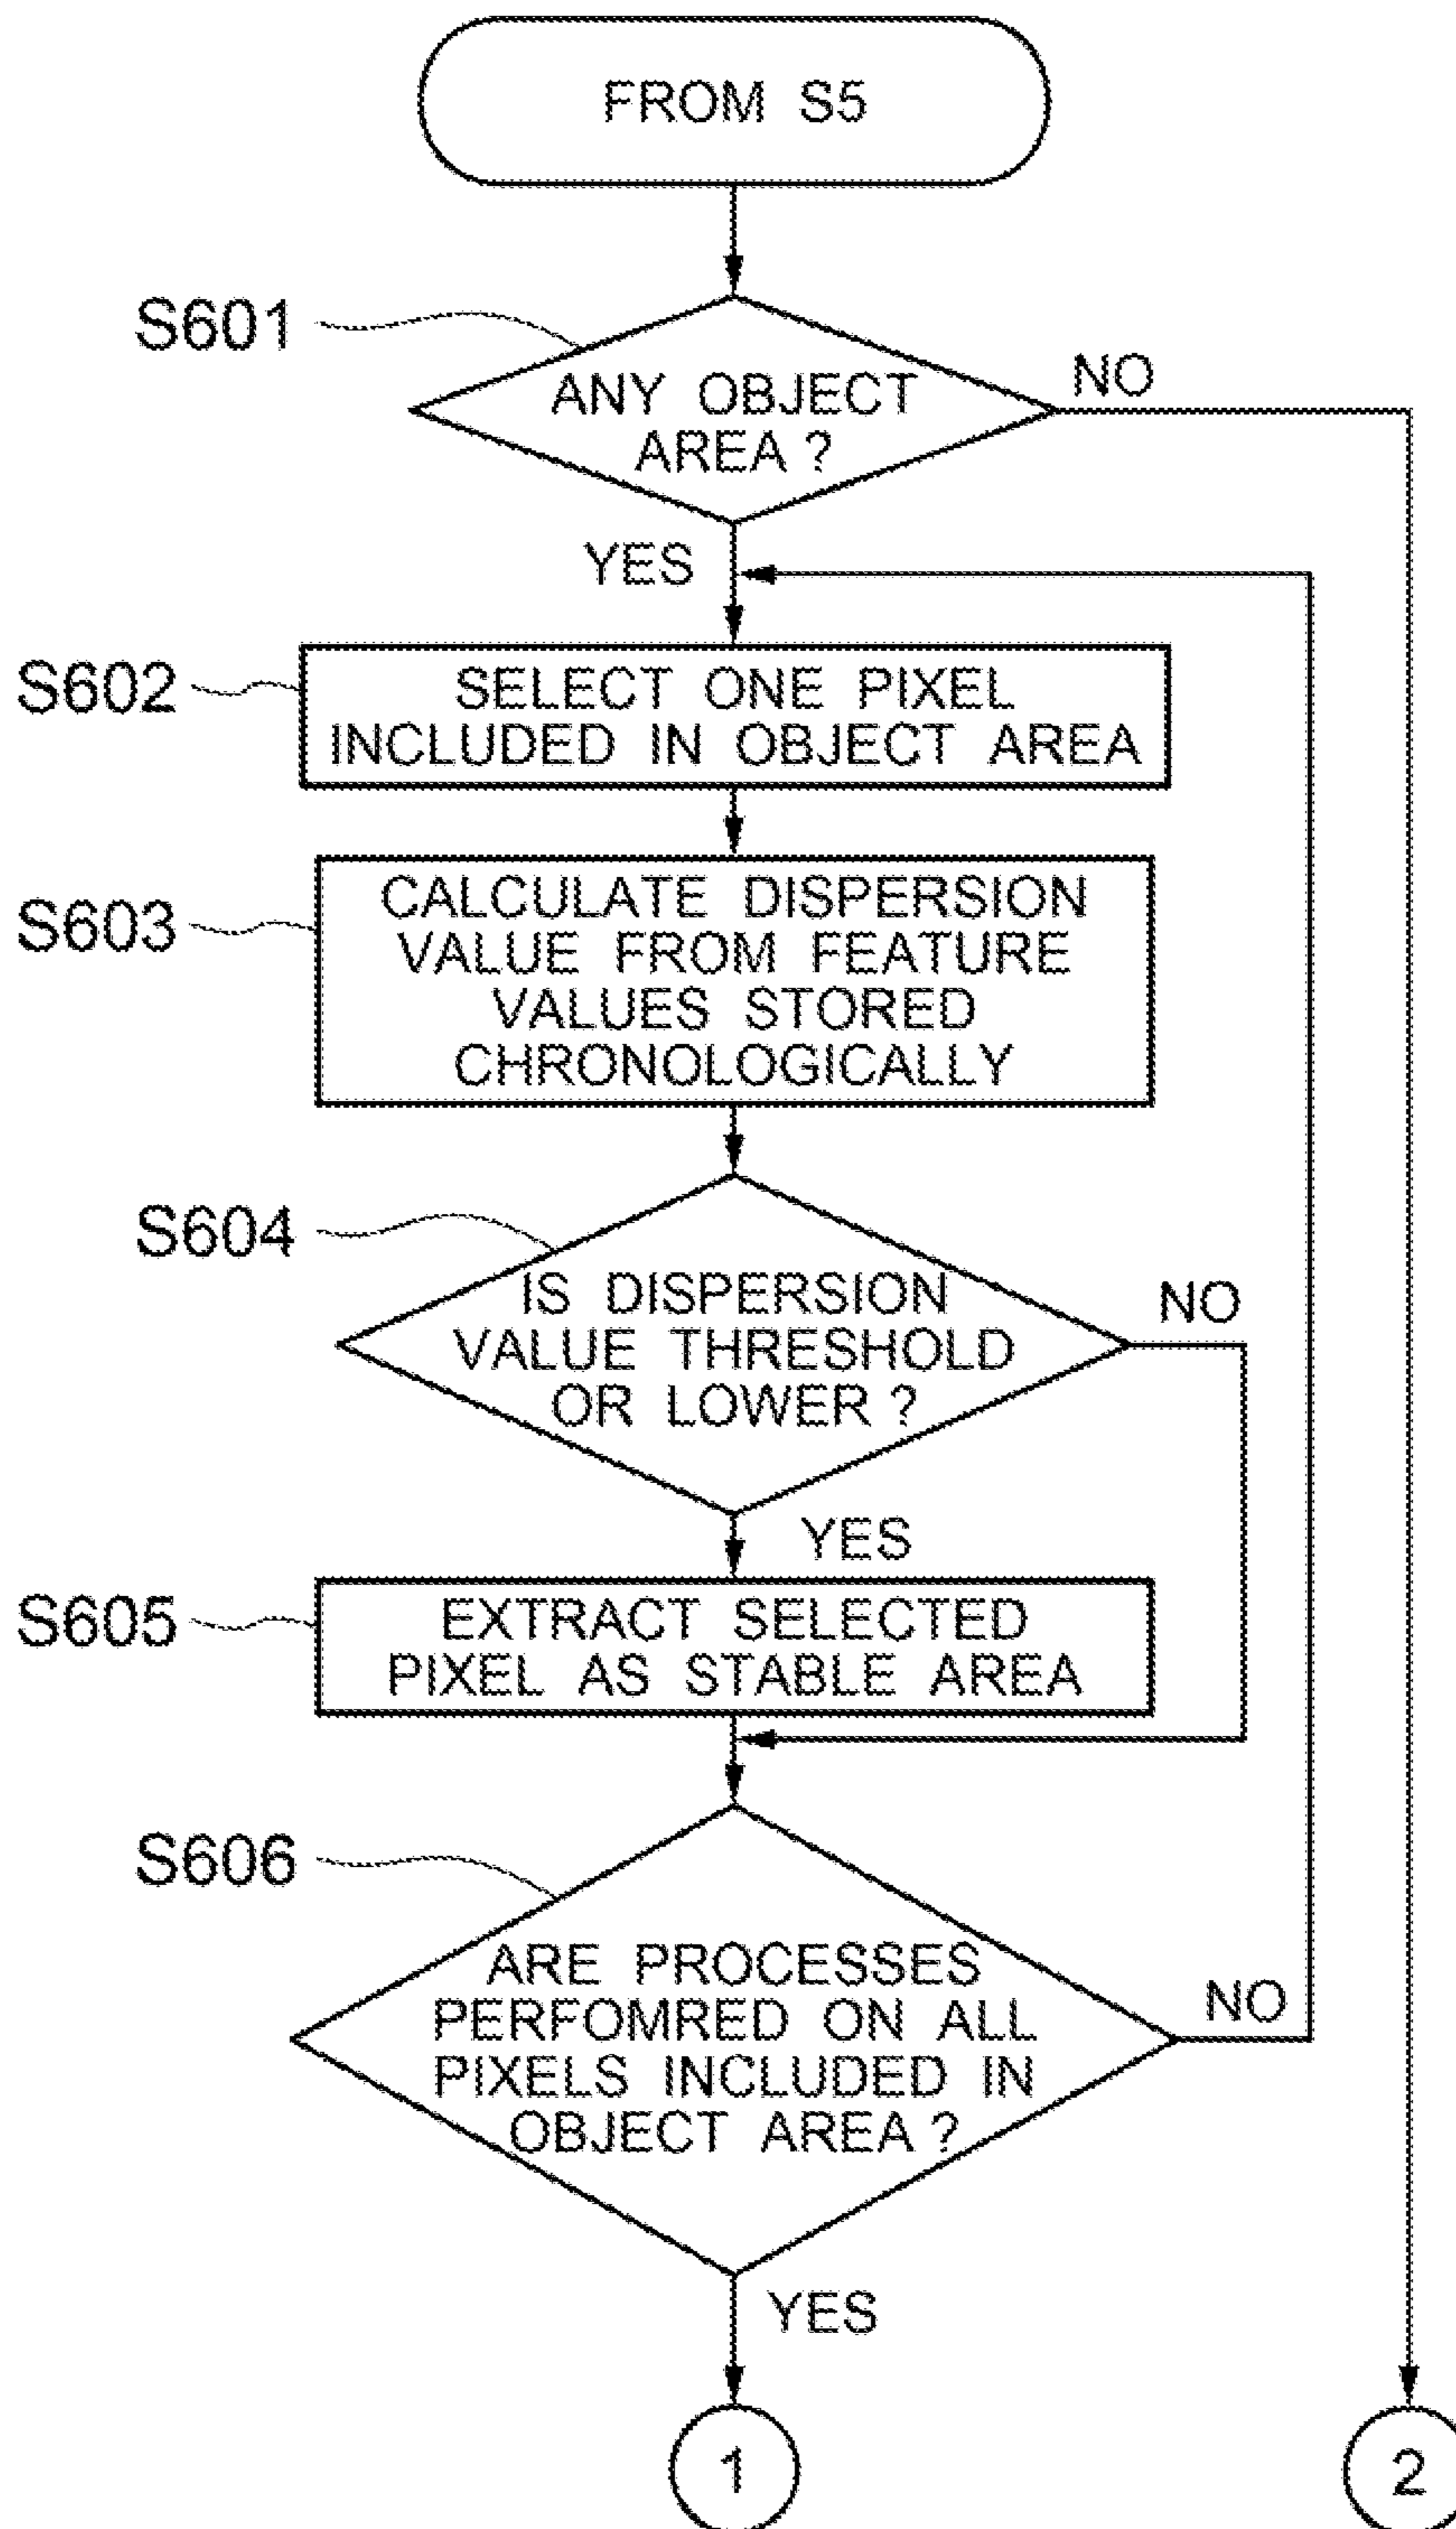 FROM S5
S601
ANY OBJECT
AREA ?
NO
YES
S602
SELECT ONE PIXEL
INCLUDED IN OBJECT AREA
S603
CALCULATE DISPERSION
VALUE FROM FEATURE
VALUES STORED
CHRONOLOGICALLY
S604
IS DISPERSION
VALUE THRESHOLD
OR LOWER ?
NO
YES
S605
EXTRACT SELECTED
PIXEL AS STABLE AREA
S606
ARE PROCESSES
PERFOMRED ON ALL
PIXELS INCLUDED IN
OBJECT AREA ?
NO
YES
1
2